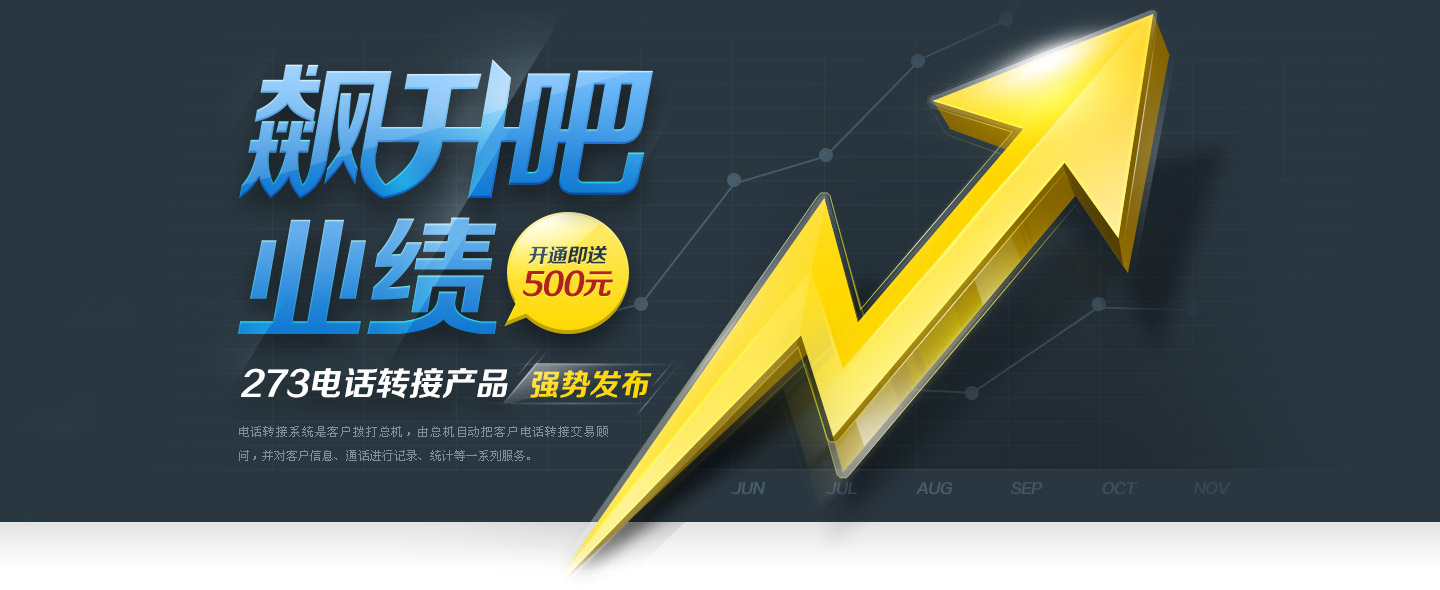 飙升吧
业绩
开通即送
500元
273电话转接产品 强势发布
电话转接系统是客户拨打总机，由总机自动把客户电话转接交易顾
问，并对客户信息、通话进行记录、统计等一系列服务。
JUN JUL AUG SEP OCT NOV